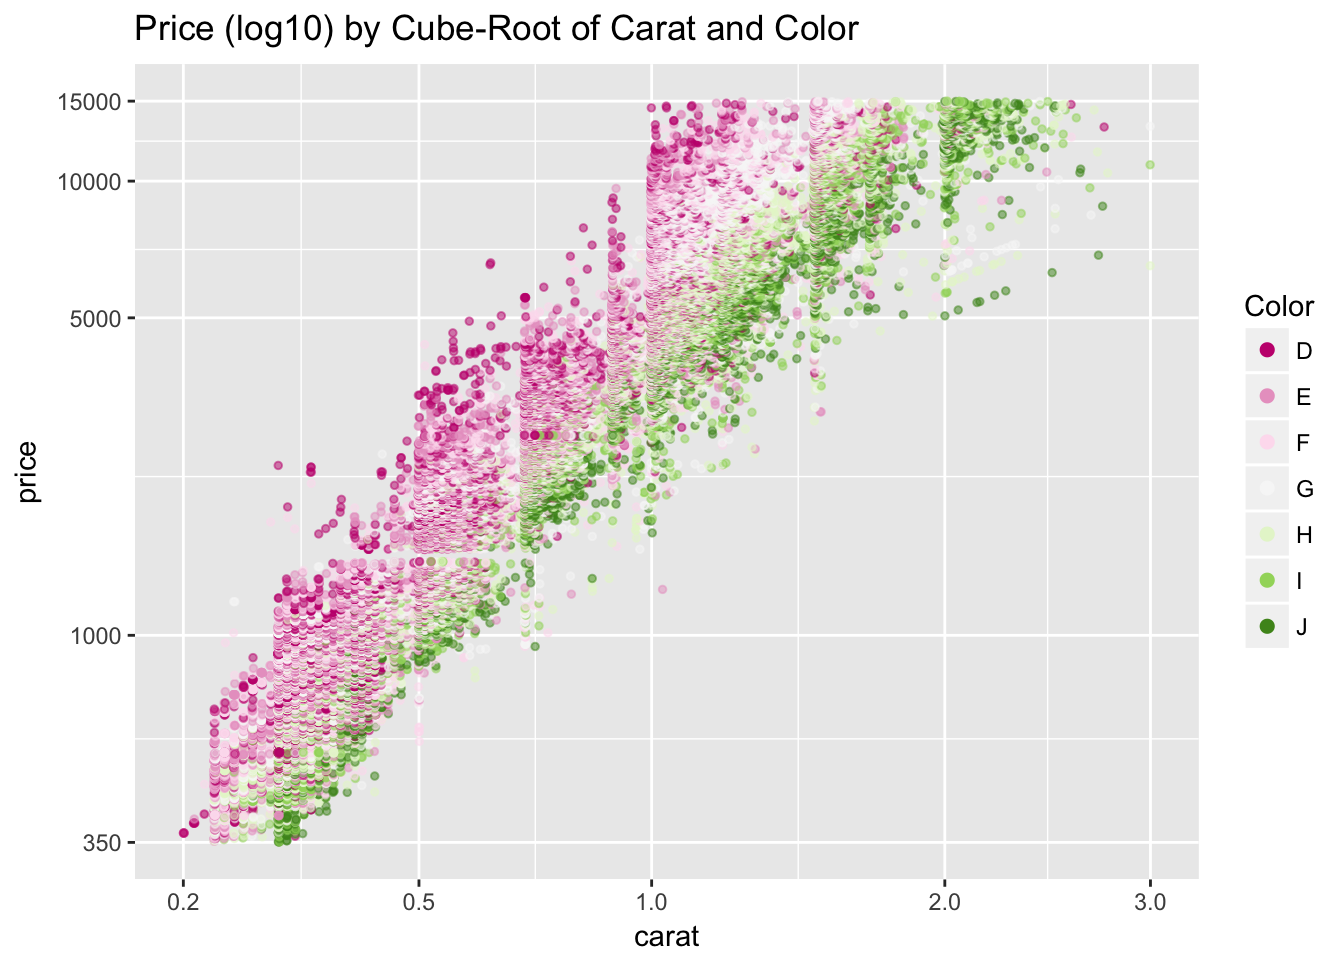 Price (log10) by Cube-Root of Carat and Color
15000
10000
5000
1000
350
price
0.2
0.5
1.0
2.0
3.0
carat
Color
D
E
F
G
H
I
J